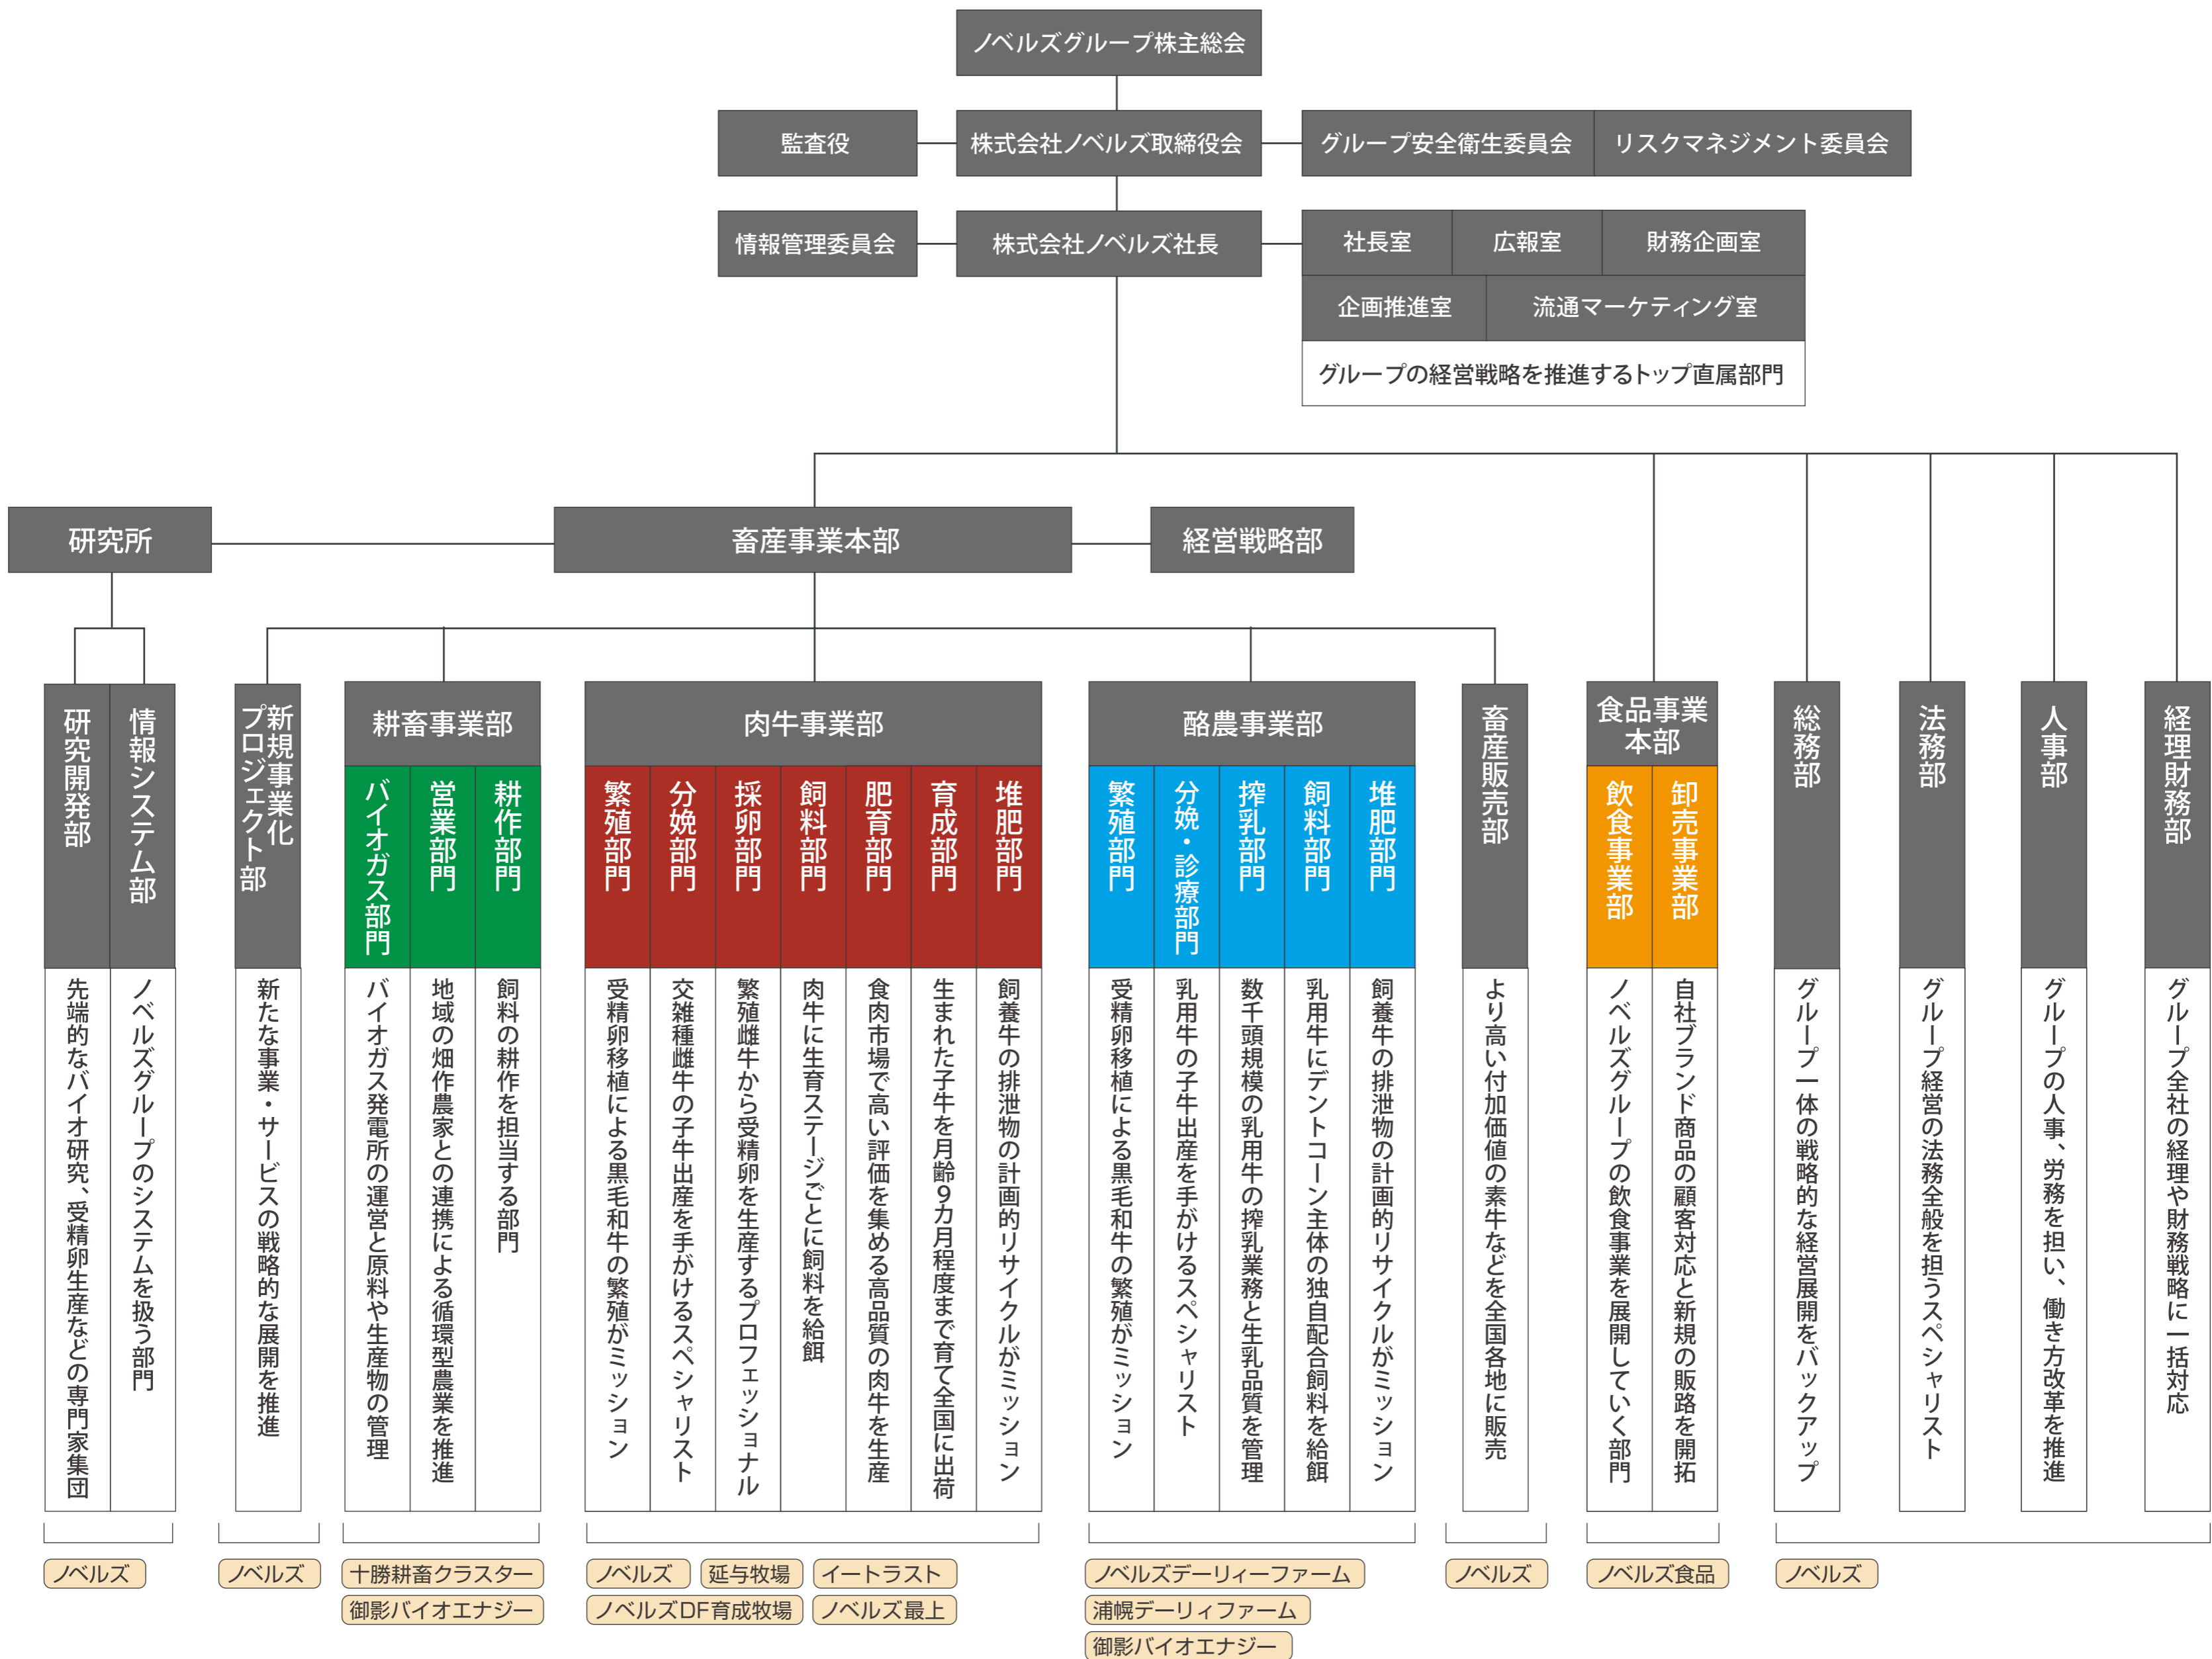 ノベルズグループ株主総会
監査役
株式会社ノベルズ取締役会
グループ安全衛生委員会
リスクマネジメント委員会
情報管理委員会
株式会社ノベルズ社長
社長室
広報室
財務企画室
企画推進室
流通マーケティング室
グループの経営戦略を推進するトップ直属部門
研究所
畜産事業本部
経営戦略部
研究開発部
先端的なバイオ研究、受精卵生産などの専門家集団
情報システム部
ノベルズグループのシステムを扱う部門
ノベルズ
新規事業化
プロジェクト部
新たな事業・サービスの戦略的な展開を推進
ノベルズ
耕畜事業部
バイオガス部門
バイオガス発電所の運営と原料や生産物の管理
営業部門
地域の畑作農家との連携による循環型農業を推進
耕作部門
飼料の耕作を担当する部門
十勝耕畜クラスター
御影バイオエナジー
肉牛事業部
繁殖部門
受精卵移植による黒毛和牛の繁殖がミッション
分娩部門
交雑種雌牛の子牛出産を手がけるスペシャリスト
採卵部門
繁殖雌牛から受精卵を生産するプロフェッショナル
飼料部門
肉牛に生育ステージごとに飼料を給餌
肥育部門
食肉市場で高い評価を集める高品質の肉牛を生産
育成部門
生まれた子牛を月齢9カ月程度まで育て全国に出荷
堆肥部門
飼養牛の排泄物の計画的リサイクルがミッション
ノベルズ
延与牧場
イートラスト
ノベルズDF育成牧場
ノベルズ最上
酪農事業部
繁殖部門
受精卵移植による黒毛和牛の繁殖がミッション
分娩・診療部門
乳用牛の子牛出産を手がけるスペシャリスト
搾乳部門
数千頭規模の乳用牛の搾乳業務と生乳品質を管理
飼料部門
乳用牛にデントコーン主体の独自配合飼料を給餌
堆肥部門
飼養牛の排泄物の計画的リサイクルがミッション
ノベルズデーリィーファーム
浦幌デーリィファーム
御影バイオエナジー
畜産販売部
より高い付加価値の素牛などを全国各地に販売
ノベルズ
食品事業
本部
飲食事業部
ノベルズグループの飲食事業を展開していく部門
卸売事業部
自社ブランド商品の顧客対応と新規の販路を開拓
ノベルズ食品
総務部
グループ一体の戦略的な経営展開をバックアップ
法務部
グループ経営の法務全般を担うスペシャリスト
人事部
グループの人事、労務を担い、働き方改革を推進
経理財務部
グループ全社の経理や財務戦略に一括対応
ノベルズ